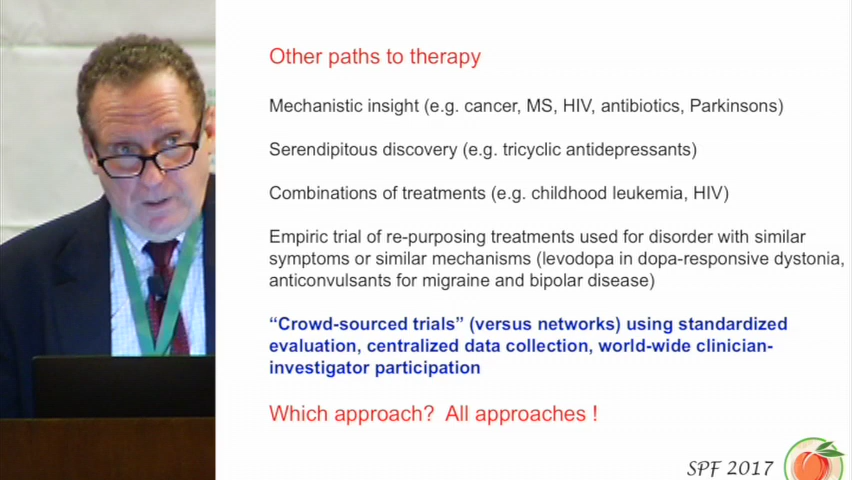 Other paths to therapy
Mechanistic insight (e.g. cancer, MS, HIV, antibiotics, Parkinsons)
Serendipitous discovery (e.g. tricyclic antidepressants)
Combinations of treatments (e.g. childhood leukemia, HIV)
Empiric trial of re-purposing treatments used for disorder with similar
symptoms or similar mechanisms (levodopa in dopa-responsive dystonia,
anticonvulsants for migraine and bipolar disease)
“Crowd-sourced trials” (versus networks) using standardized
evaluation, centralized data collection, world-wide clinician-
investigator participation
Which approach?  All approaches !
SPF 2017